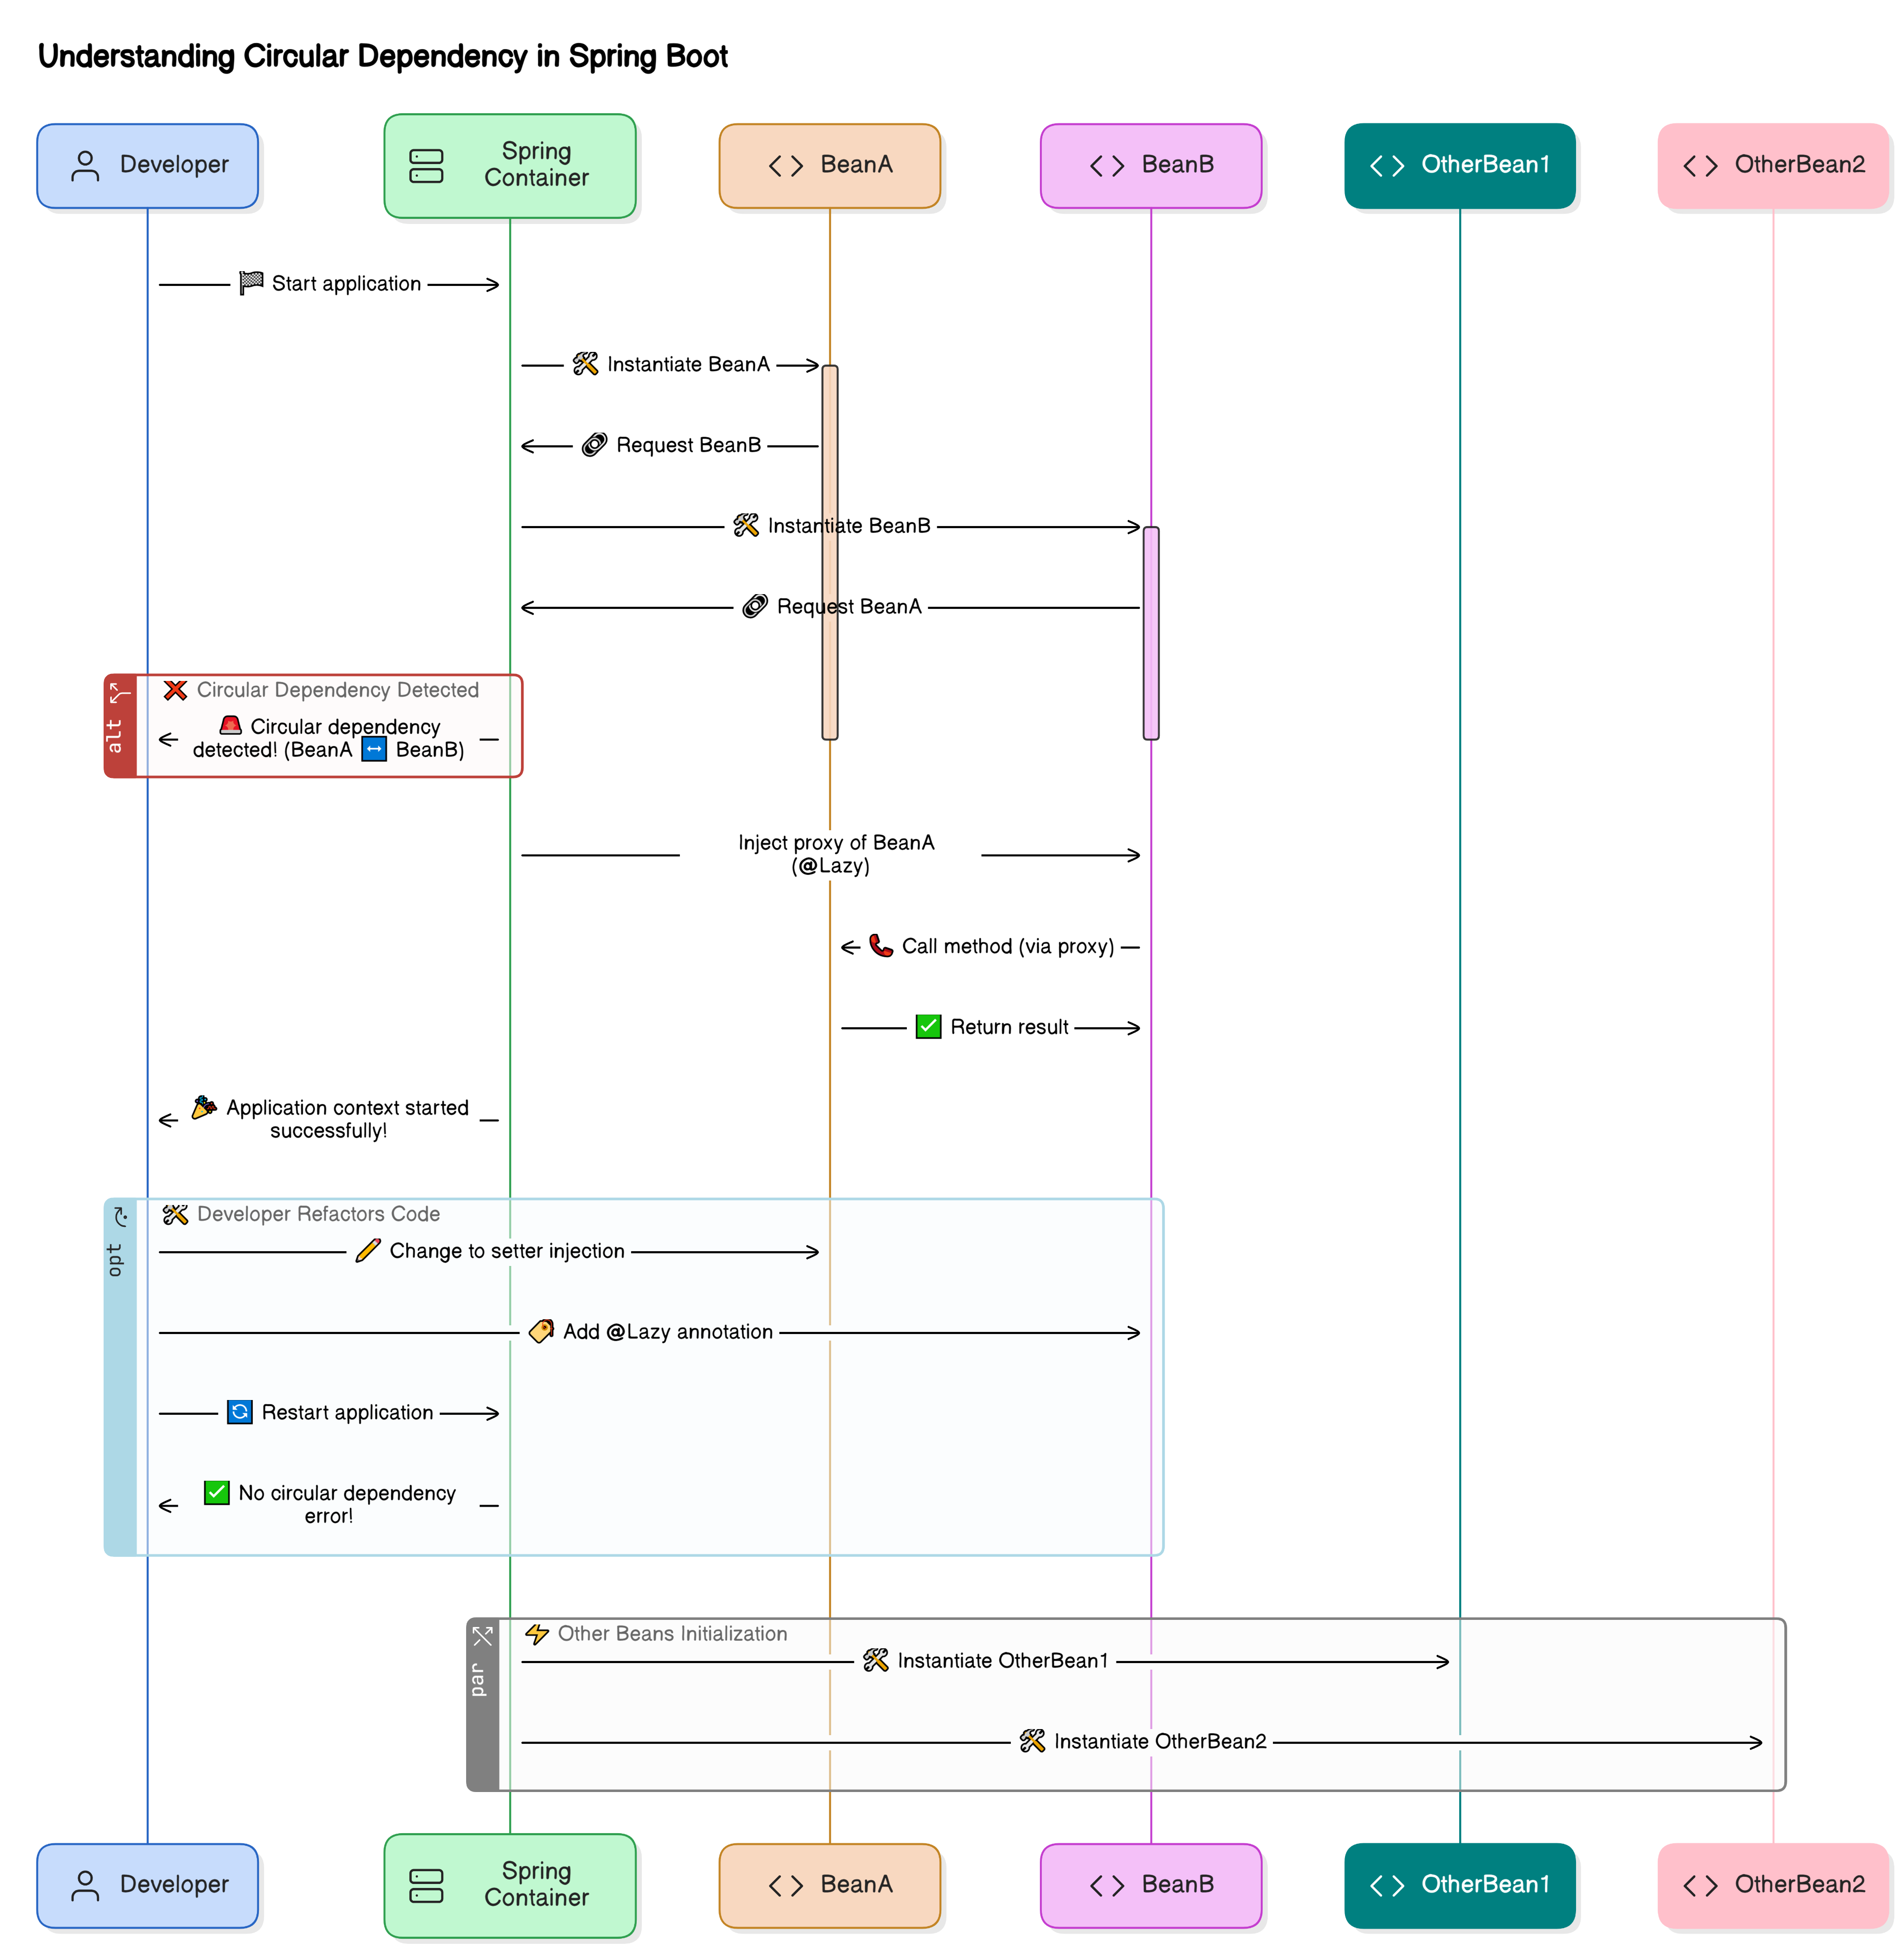 Understanding Circular Dependency in Spring Boot
Developer
Spring
Container
BeanA
BeanB
OtherBean1
OtherBean2
Start application
Instantiate BeanA
Request BeanB
Instantiate BeanB
Request BeanA
alt
Circular Dependency Detected
Circular dependency
detected! (BeanA ↔️ BeanB)
Inject proxy of BeanA
(@Lazy)
Call method (via proxy)
Return result
Application context started
successfully!
opt
Developer Refactors Code
Change to setter injection
Add @Lazy annotation
Restart application
No circular dependency
error!
par
Other Beans Initialization
Instantiate OtherBean1
Instantiate OtherBean2
Developer
Spring
Container
BeanA
BeanB
OtherBean1
OtherBean2